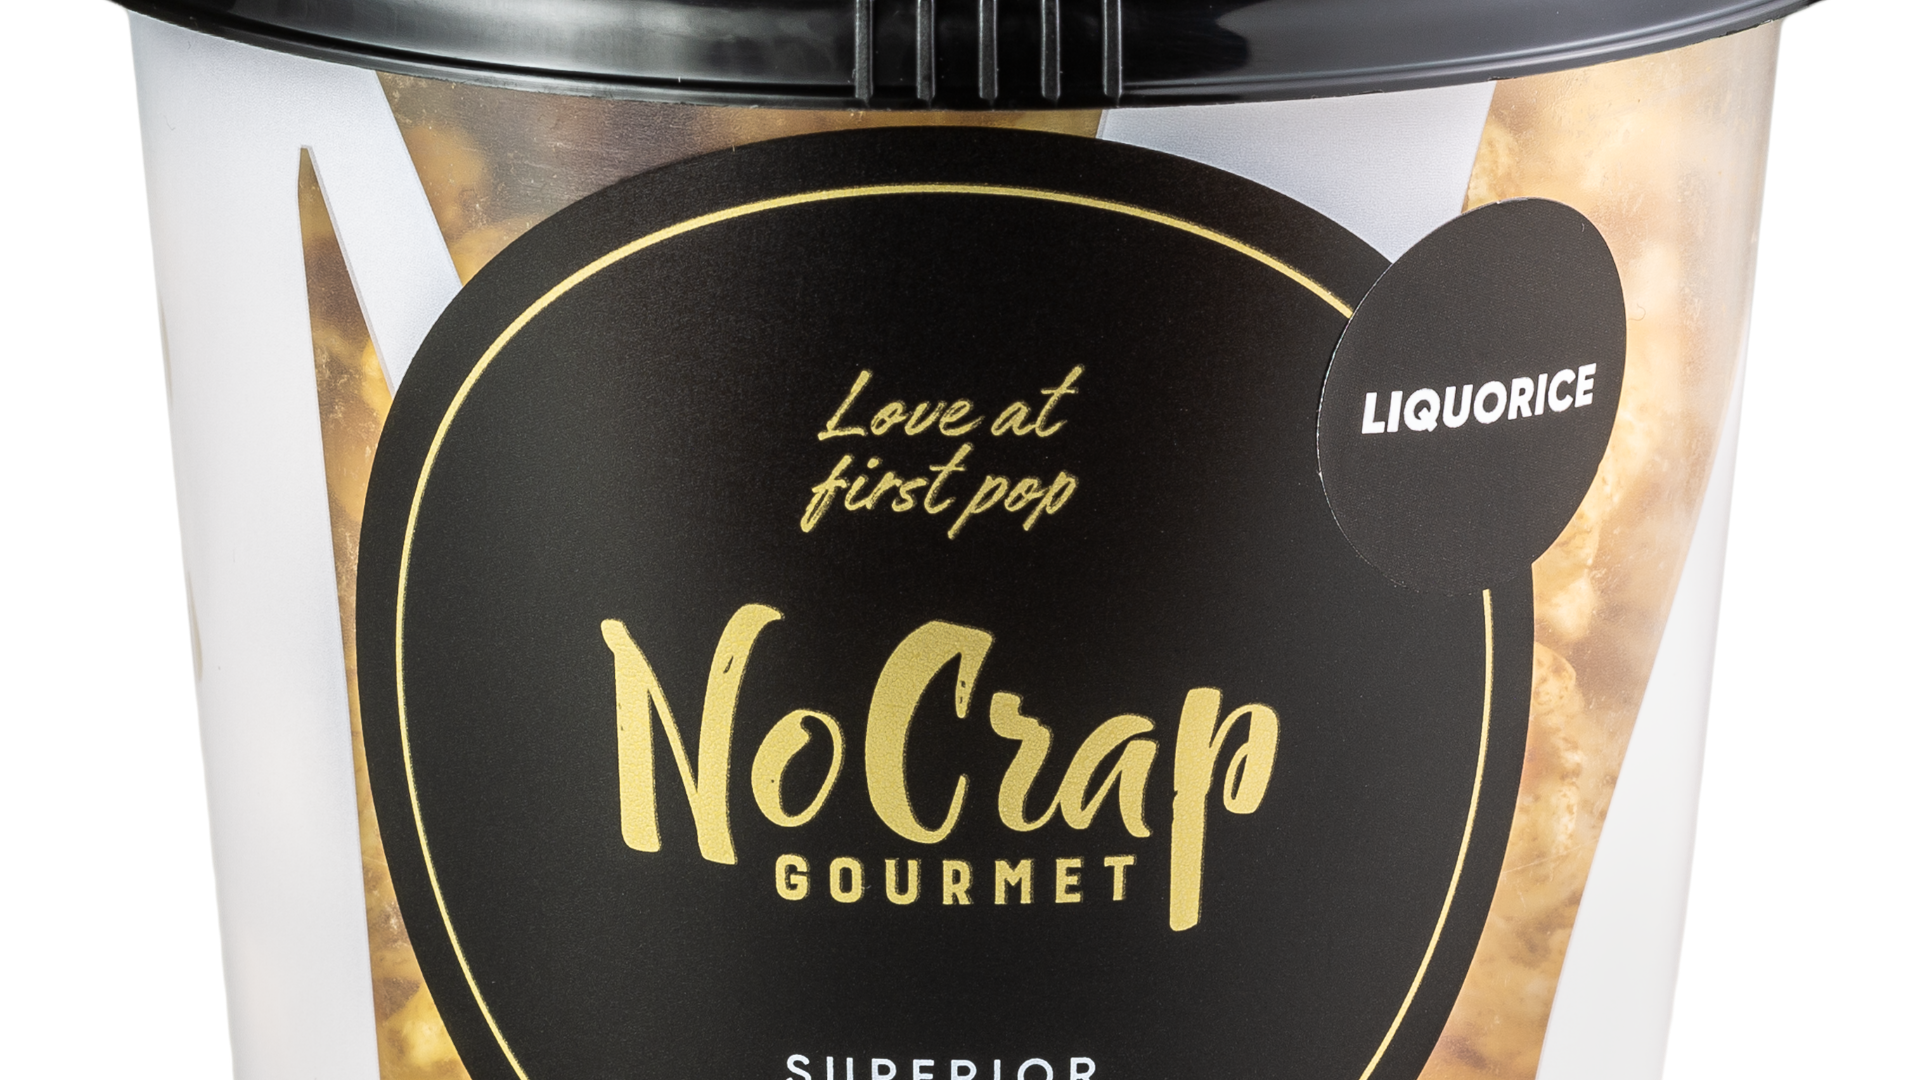 Love at
first pop
LIQUORICE
NoCrap
GOURMET
SUPERIOR